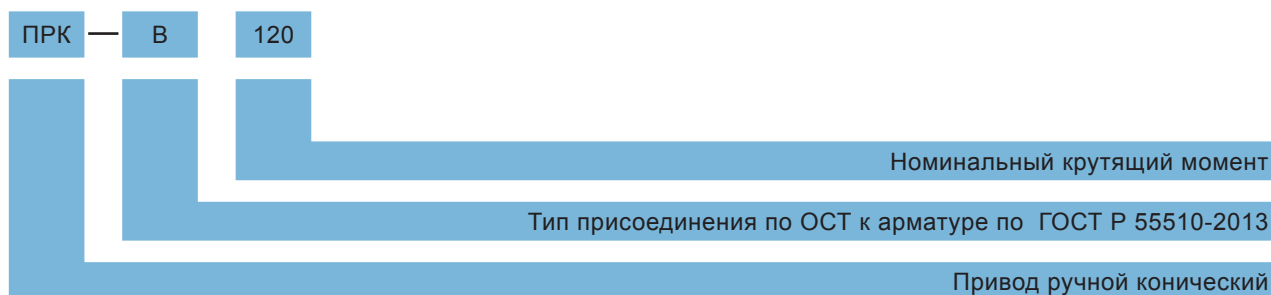 ПРК — В 120
Номинальный крутящий момент
Тип присоединения по ОСТ к арматуре по ГОСТ Р 55510-2013
Привод ручной конический